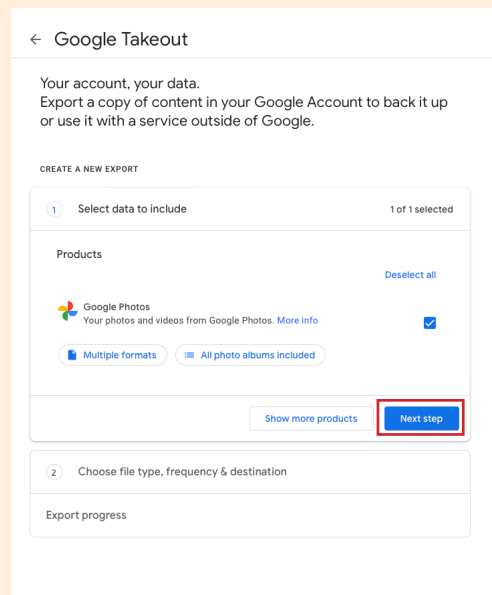 Google Takeout
Your account, your data.
Export a copy of content in your Google Account to back it up
or use it with a service outside of Google.
CREATE A NEW EXPORT
1 Select data to include 1 of 1 selected
Products
Deselect all
Google Photos
Your photos and videos from Google Photos. More info
Multiple formats All photo albums included
Show more products Next step
2 Choose file type, frequency & destination
Export progress